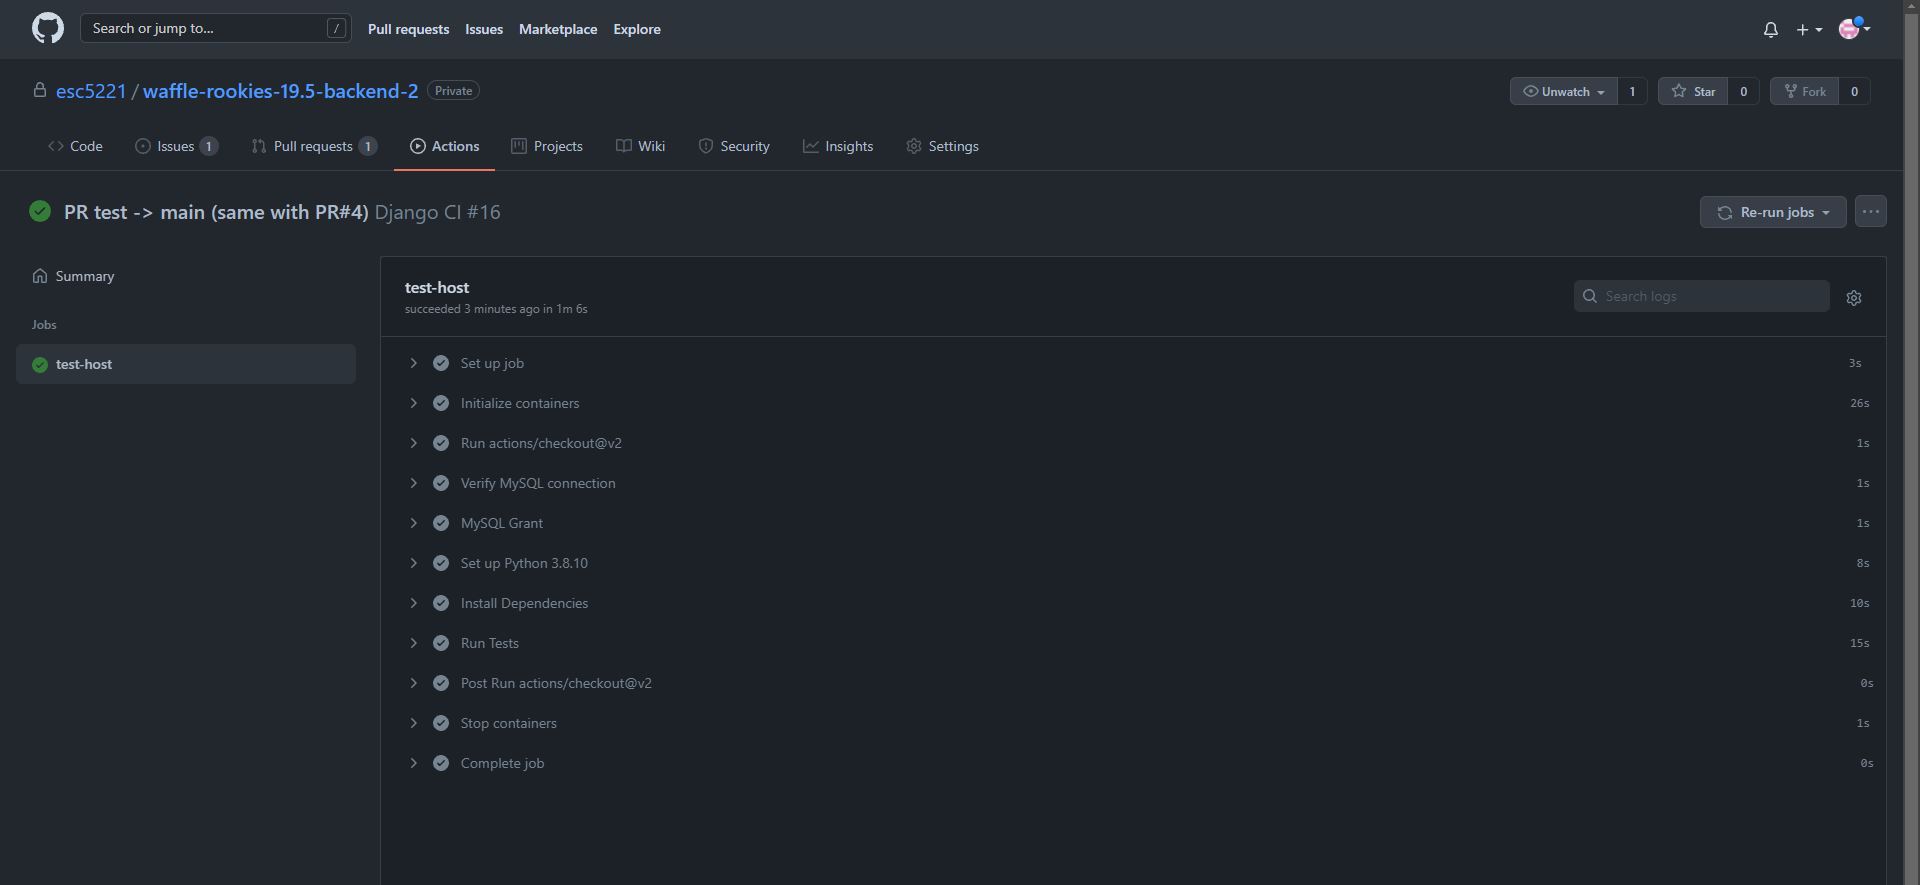 Search or jump to... /
Pull requests Issues Marketplace Explore
esc5221 / waffle-rookies-19.5-backend-2 Private
Unwatch 1 Star 0 Fork 0
Code Issues 1 Pull requests 1 Actions Projects Wiki Security Insights Settings
PR test -> main (same with PR#4) Django CI #16
Re-run jobs ...
Summary
Jobs
test-host
test-host
succeeded 3 minutes ago in 1m 6s
Search logs
Set up job 3s
Initialize containers 26s
Run actions/checkout@v2 1s
Verify MySQL connection 1s
MySQL Grant 1s
Set up Python 3.8.10 8s
Install Dependencies 10s
Run Tests 15s
Post Run actions/checkout@v2 0s
Stop containers 1s
Complete job 0s